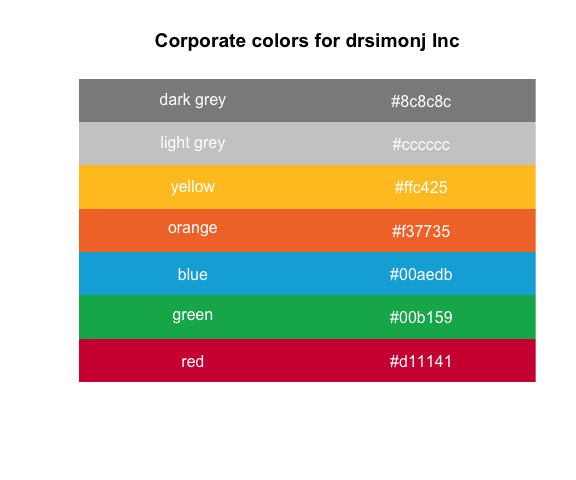 Corporate colors for drsimonj Inc
dark grey #8c8c8c
light grey #cccccc
yellow #ffc425
orange #f37735
blue #00aedb
green #00b159
red #d11141